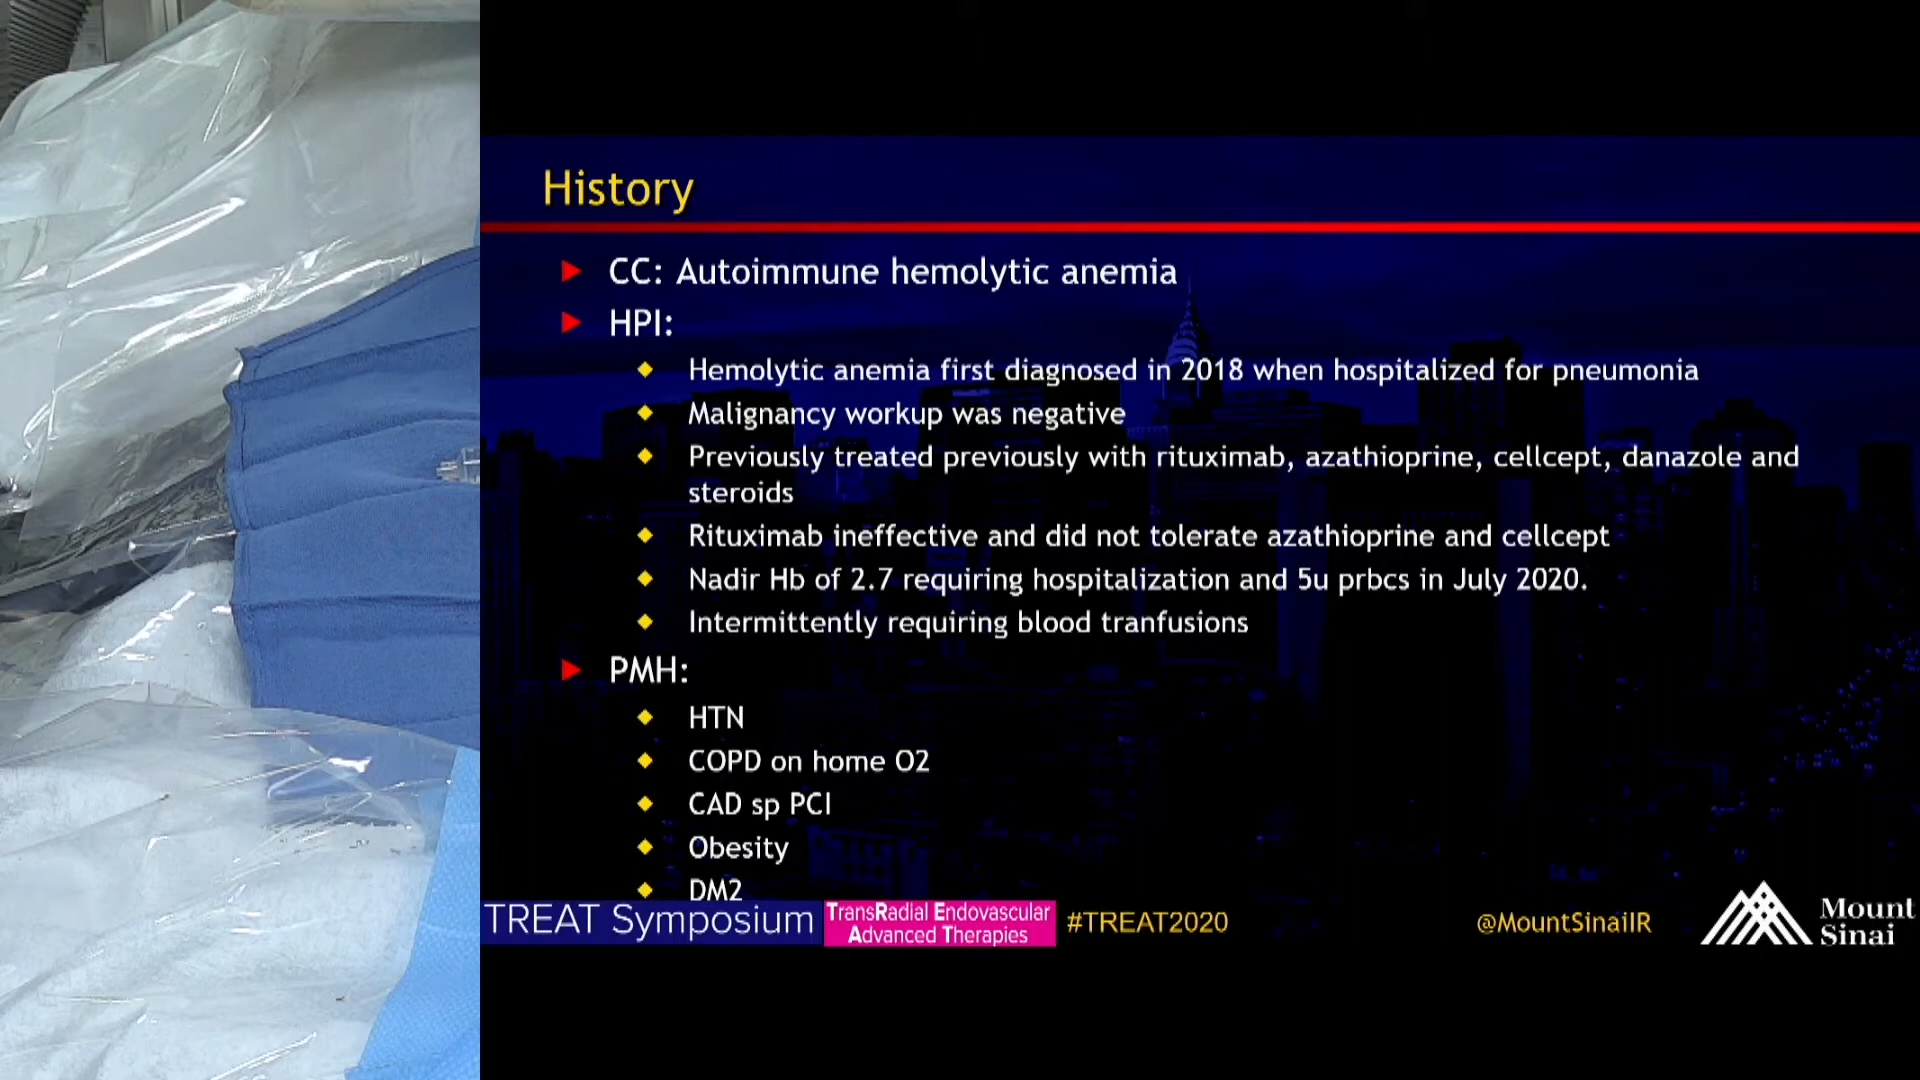 History
CC: Autoimmune hemolytic anemia
HPI:
Hemolytic anemia first diagnosed in 2018 when hospitalized for pneumonia
Malignancy workup was negative
Previously treated previously with rituximab, azathioprine, cellcept, danazole and
steroids
Rituximab ineffective and did not tolerate azathioprine and cellcept
Nadir Hb of 2.7 requiring hospitalization and 5u prbcs in July 2020.
Intermittently requiring blood tranfusions
PMH:
HTN
COPD on home O2
CAD sp PCI
Obesity
DM2
TREAT Symposium
TransRadial Endovascular
Advanced Therapies
#TREAT2020
@MountSinaiIR
Mount
Sinai